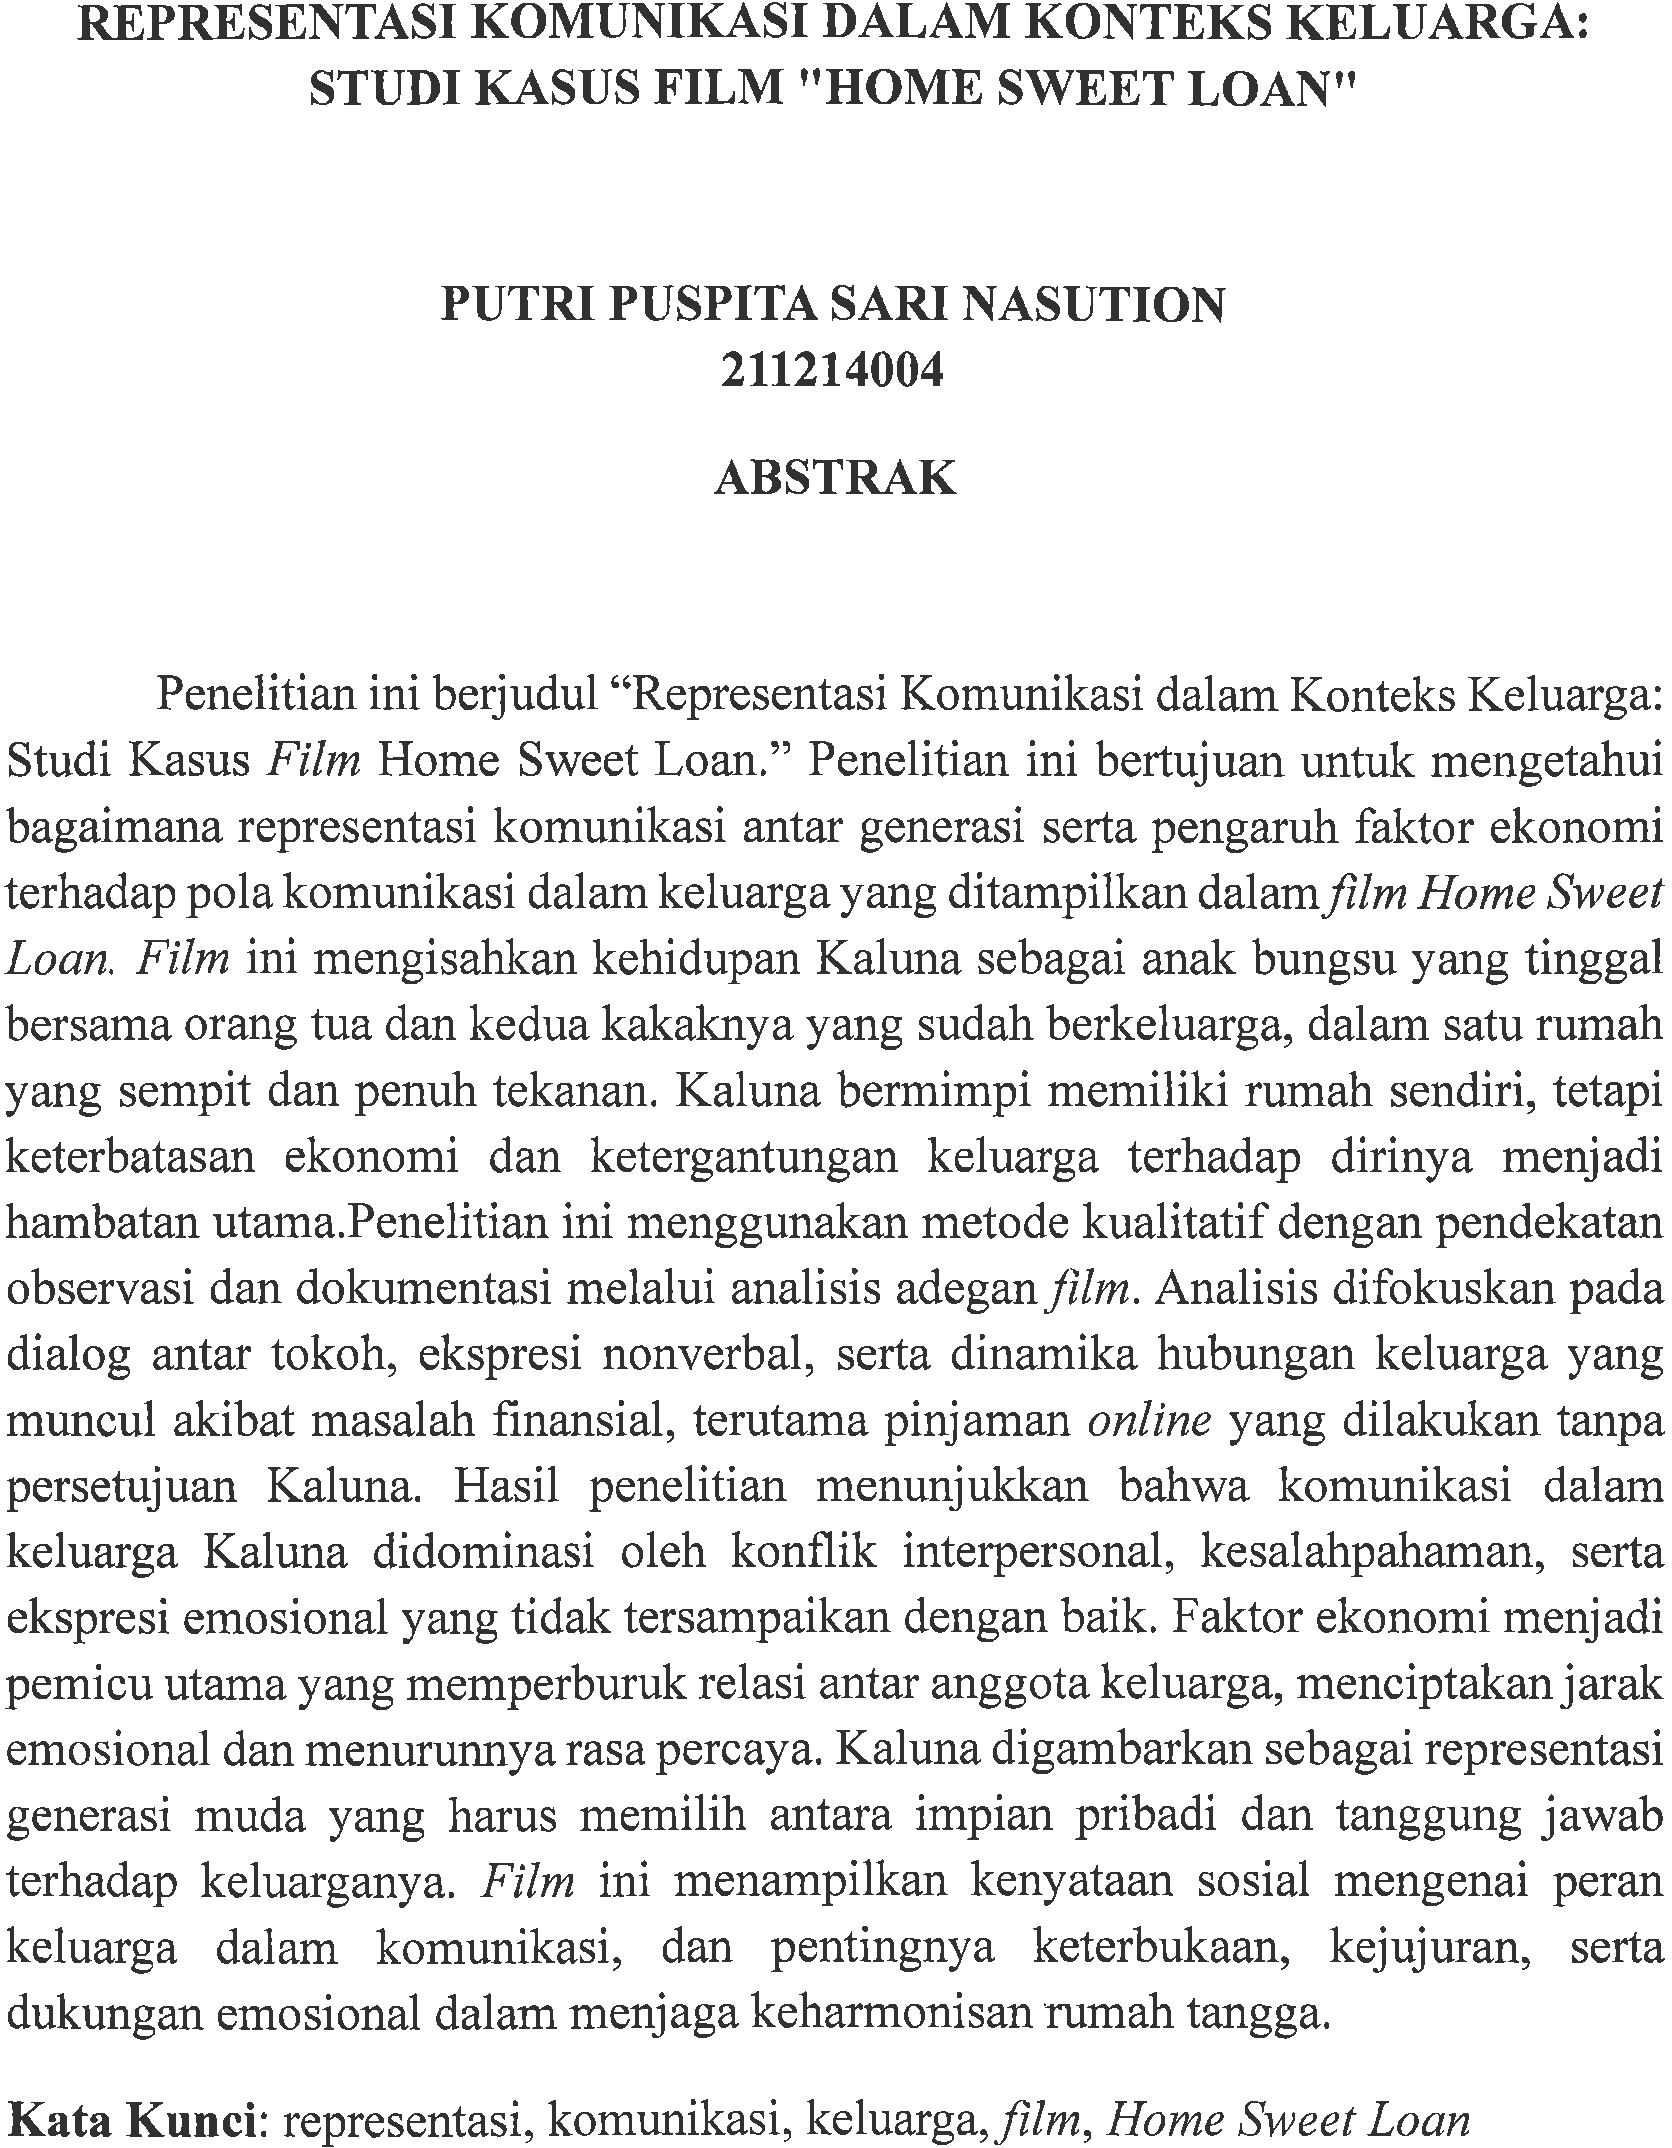 REPRESENTASI KOMUNIKASI DALAM KONTEKS KELUARGA:
STUDI KASUS FILM "HOME SWEET LOAN"
PUTRI PUSPITA SARI NASUTION
211214004
ABSTRAK
Penelitian ini berjudul “Representasi Komunikasi dalam Konteks Keluarga:
Studi Kasus Film Home Sweet Loan.” Penelitian ini bertujuan untuk mengetahui
bagaimana representasi komunikasi antar generasi serta pengaruh faktor ekonomi
terhadap pola komunikasi dalam keluarga yang ditampilkan dalam film Home Sweet
Loan. Film ini mengisahkan kehidupan Kaluna sebagai anak bungsu yang tinggal
bersama orang tua dan kedua kakaknya yang sudah berkeluarga, dalam satu rumah
yang sempit dan penuh tekanan. Kaluna bermimpi memiliki rumah sendiri, tetapi
keterbatasan ekonomi dan ketergantungan keluarga terhadap dirinya menjadi
hambatan utama.Penelitian ini menggunakan metode kualitatif dengan pendekatan
observasi dan dokumentasi melalui analisis adegan film. Analisis difokuskan pada
dialog antar tokoh, ekspresi nonverbal, serta dinamika hubungan keluarga yang
muncul akibat masalah finansial, terutama pinjaman online yang dilakukan tanpa
persetujuan Kaluna. Hasil penelitian menunjukkan bahwa komunikasi dalam
keluarga Kaluna didominasi oleh konflik interpersonal, kesalahpahaman, serta
ekspresi emosional yang tidak tersampaikan dengan baik. Faktor ekonomi menjadi
pemicu utama yang memperburuk relasi antar anggota keluarga, menciptakan jarak
emosional dan menurunnya rasa percaya. Kaluna digambarkan sebagai representasi
generasi muda yang harus memilih antara impian pribadi dan tanggung jawab
terhadap keluarganya. Film ini menampilkan kenyataan sosial mengenai peran
keluarga dalam komunikasi, dan pentingnya keterbukaan, kejujuran, serta
dukungan emosional dalam menjaga keharmonisan rumah tangga.
Kata Kunci: representasi, komunikasi, keluarga, film, Home Sweet Loan